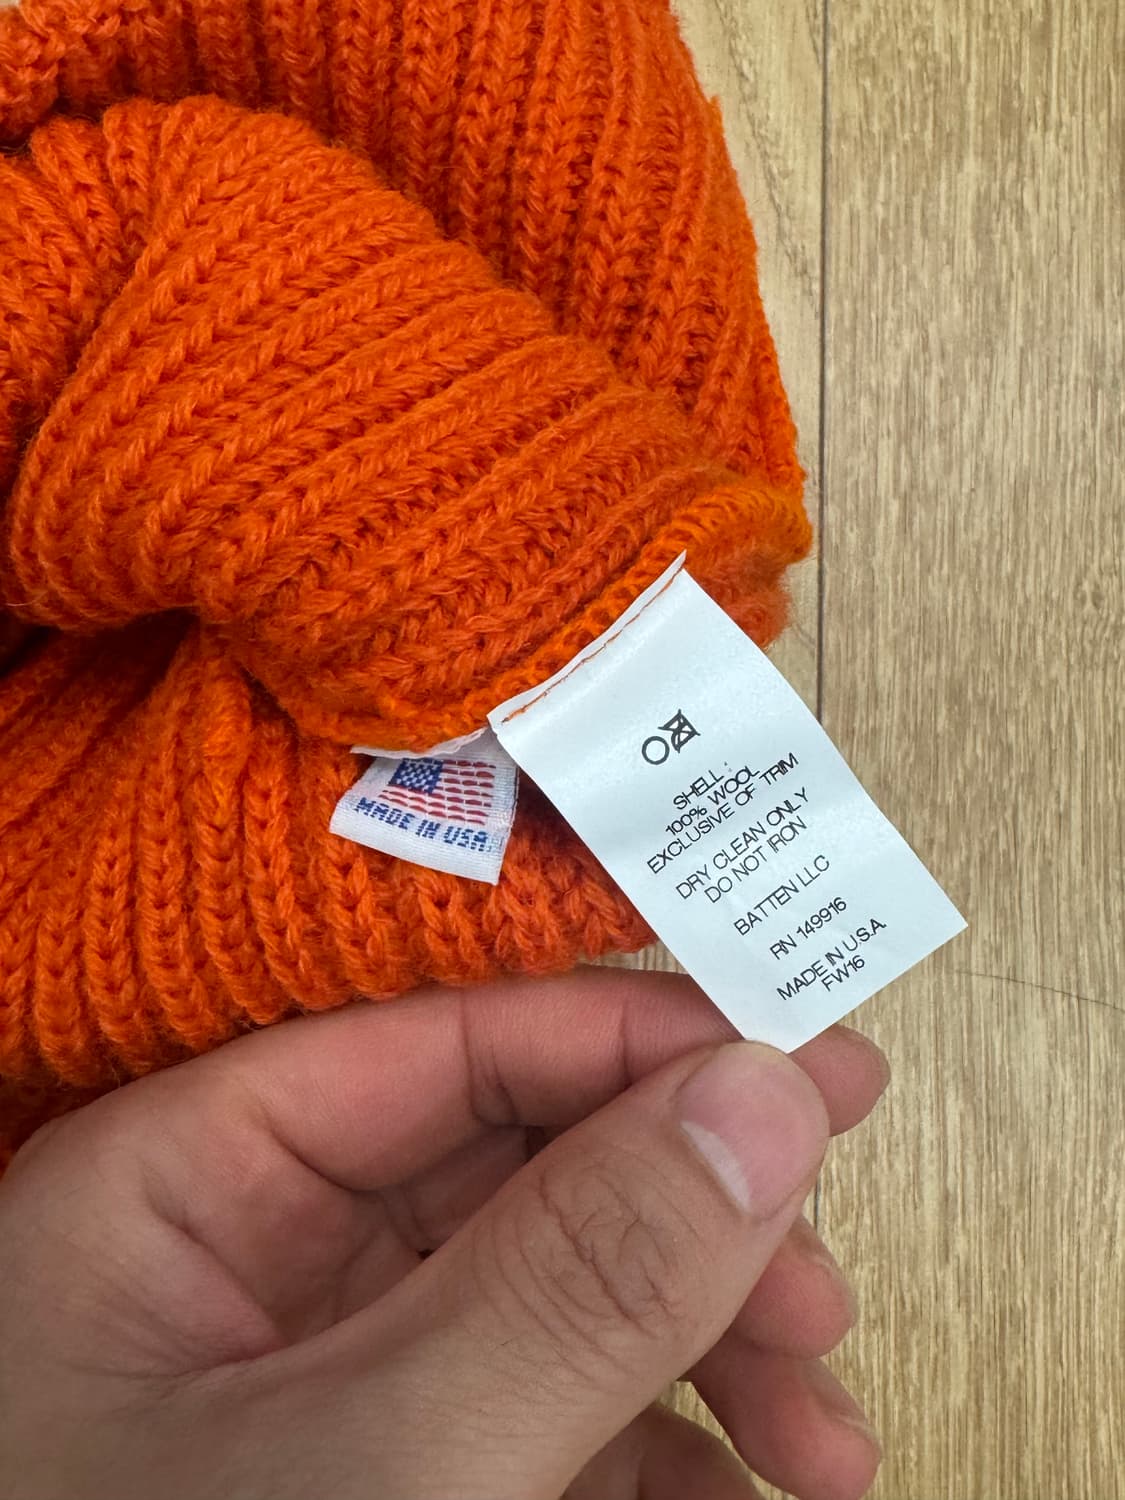 MADE IN USA
SHELL
100% WOOL
EXCLUSIVE OF TRIM
DRY CLEAN ONLY
DO NOT IRON
BATTEN LLC
RN 149916
MADE IN U.S.A.
FW16